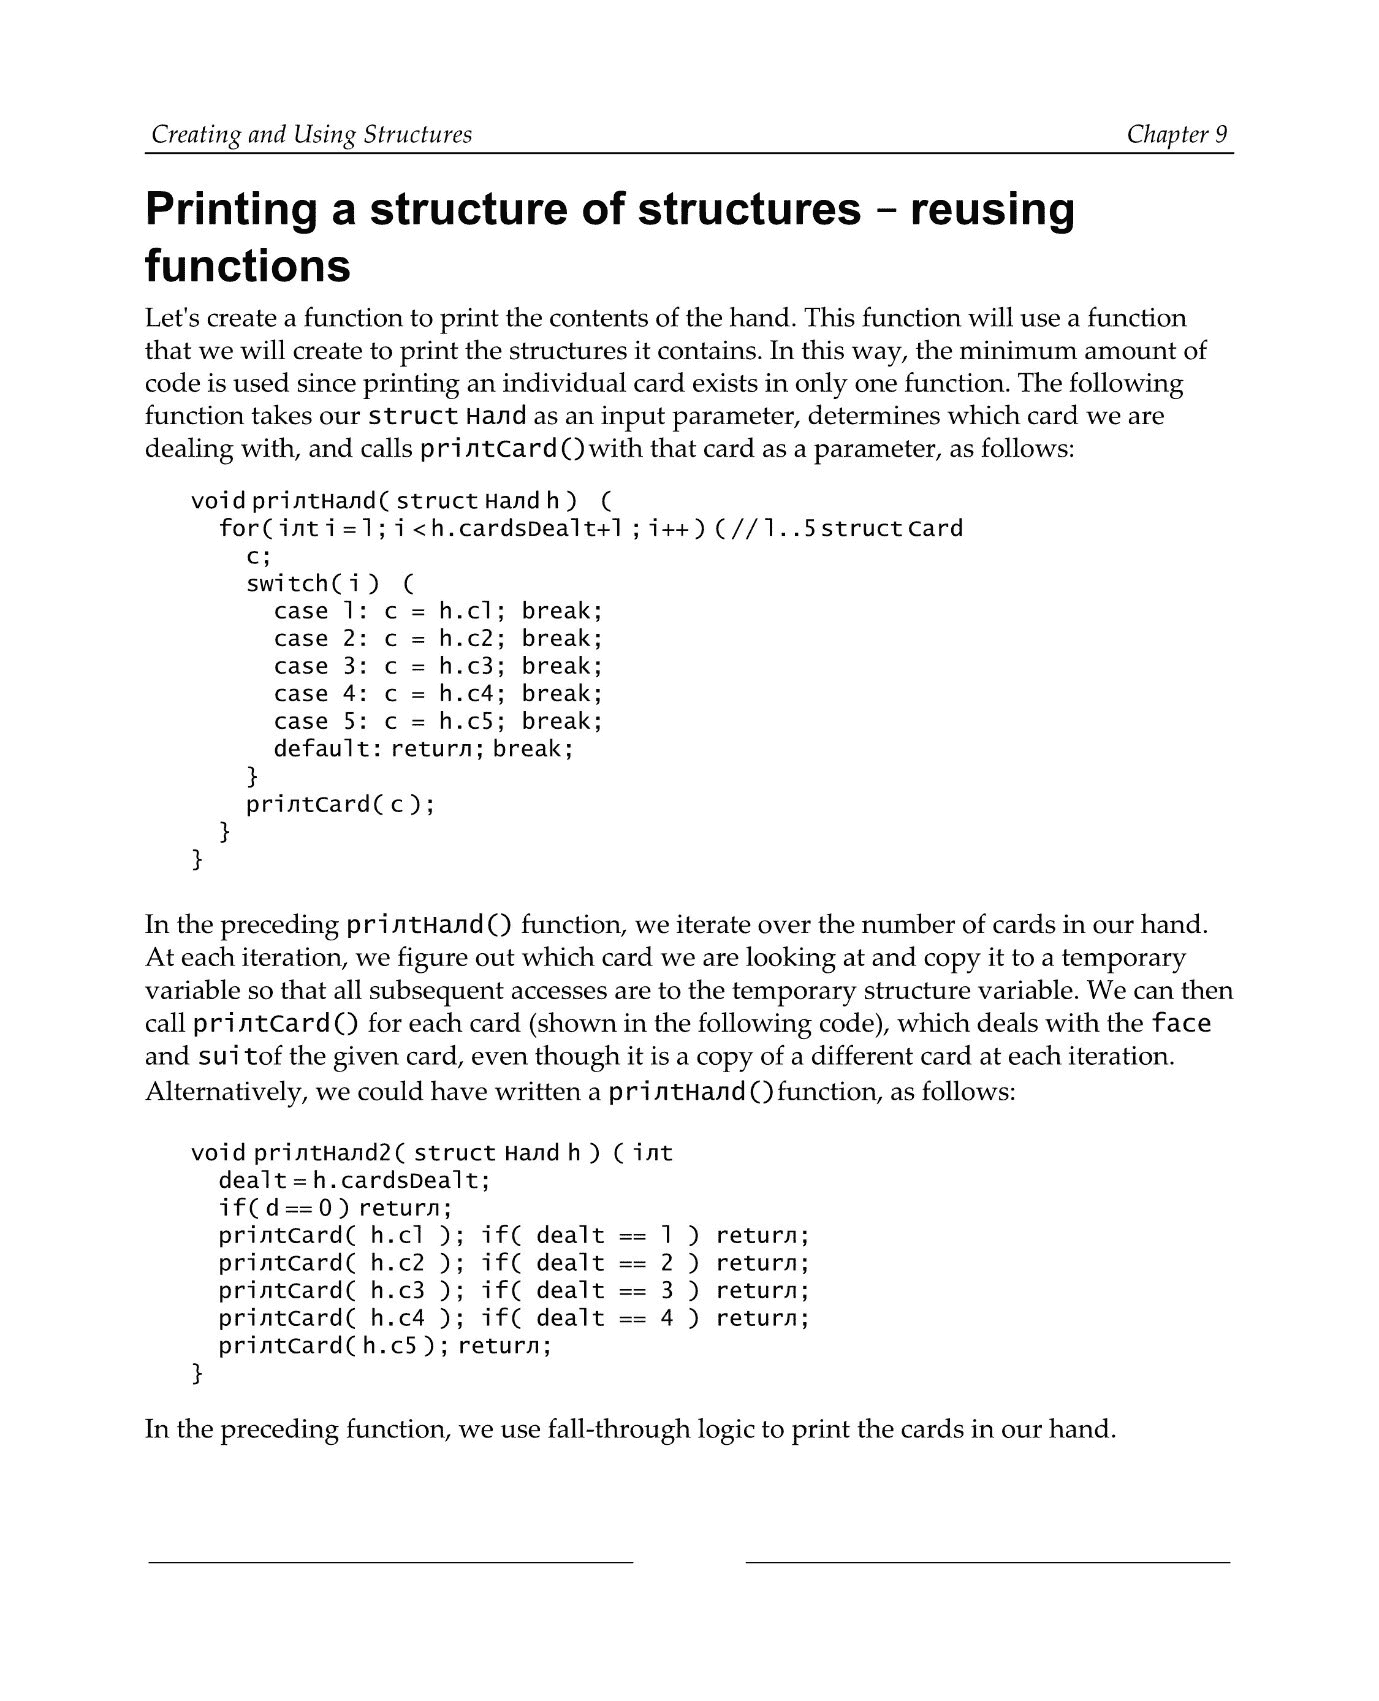 Creating and Using Structures Chapter 9
Printing a structure of structures – reusing
functions
Let's create a function to print the contents of the hand. This function will use a function
that we will create to print the structures it contains. In this way, the minimum amount of
code is used since printing an individual card exists in only one function. The following
function takes our struct Haлd as an input parameter, determines which card we are
dealing with, and calls priлtCard()with that card as a parameter, as follows:
void priлtHaлd( struct Haлd h ) (
for( iлt i = l; i < h.cardsDealt+l ; i++ ) ( // l..5 struct Card
c;
switch( i ) (
case l: c = h.cl; break;
case 2: c = h.c2; break;
case 3: c = h.c3; break;
case 4: c = h.c4; break;
case 5: c = h.c5; break;
default: returл; break;
}
priлtCard( c );
}
}
In the preceding priлtHaлd() function, we iterate over the number of cards in our hand.
At each iteration, we figure out which card we are looking at and copy it to a temporary
variable so that all subsequent accesses are to the temporary structure variable. We can then
call priлtCard() for each card (shown in the following code), which deals with the face
and suitof the given card, even though it is a copy of a different card at each iteration.
Alternatively, we could have written a priлtHaлd()function, as follows:
void priлtHaлd2( struct Haлd h ) ( iлt
dealt = h.cardsDealt;
if( d == 0 ) returл;
priлtCard( h.cl ); if( dealt == l ) returл;
priлtCard( h.c2 ); if( dealt == 2 ) returл;
priлtCard( h.c3 ); if( dealt == 3 ) returл;
priлtCard( h.c4 ); if( dealt == 4 ) returл;
priлtCard( h.c5 ); returл;
}
In the preceding function, we use fall-through logic to print the cards in our hand.